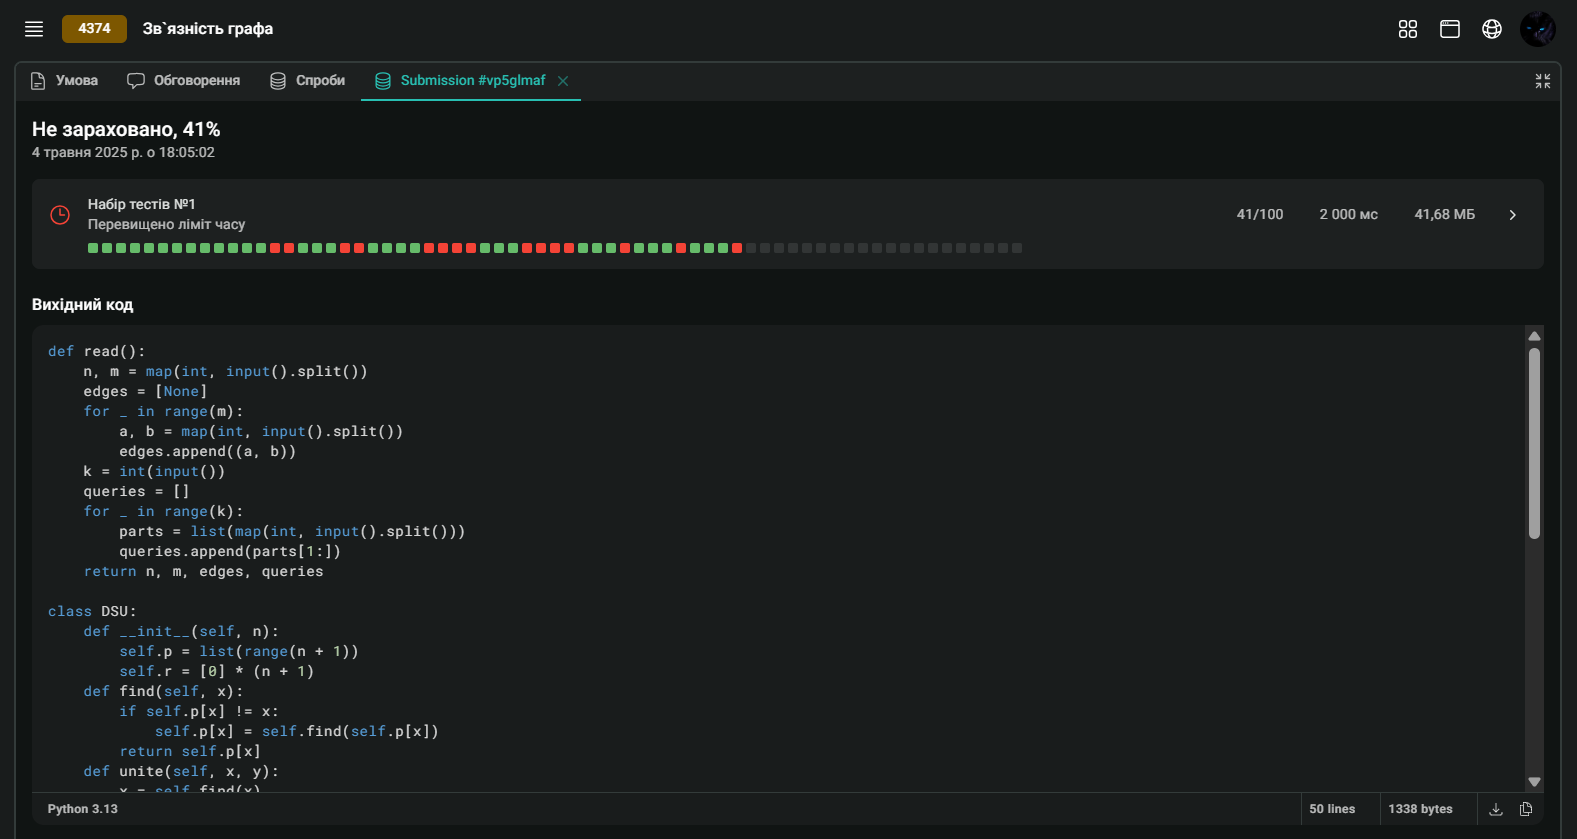 4374
Зв`язність графа
Умова
Обговорення
Спроби
Submission #vp5glmaf
Не зараховано, 41%
4 травня 2025 р. о 18:05:02
Набір тестів №1
Перевищено ліміт часу
41/100
2 000 мс
41,68 МБ
Вихідний код
def read():
    n, m = map(int, input().split())
    edges = [None]
    for _ in range(m):
        a, b = map(int, input().split())
        edges.append((a, b))
    k = int(input())
    queries = []
    for _ in range(k):
        parts = list(map(int, input().split()))
        queries.append(parts[1:])
    return n, m, edges, queries
class DSU:
    def __init__(self, n):
        self.p = list(range(n + 1))
        self.r = [0] * (n + 1)
    def find(self, x):
        if self.p[x] != x:
            self.p[x] = self.find(self.p[x])
        return self.p[x]
    def unite(self, x, y):
        x = self.find(x)
Python 3.13
50 lines
1338 bytes